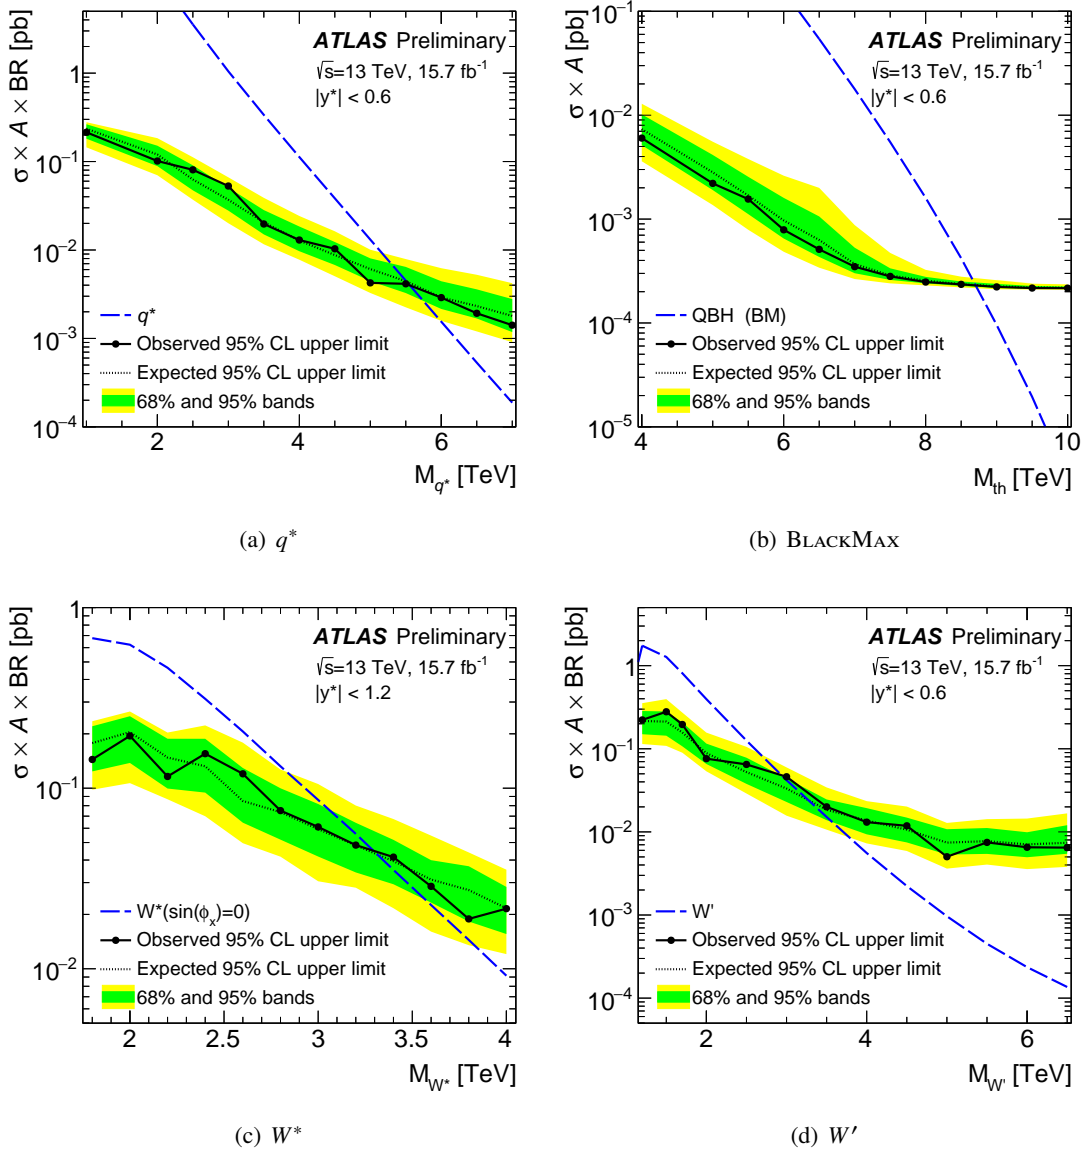 σ × A × BR [pb]
1
10⁻¹
10⁻²
10⁻³
10⁻⁴
ATLAS Preliminary
√s=13 TeV, 15.7 fb⁻¹
|y*| < 0.6
q*
Observed 95% CL upper limit
Expected 95% CL upper limit
68% and 95% bands
2 4 6
M_q* [TeV]
(a) q*
σ × A [pb]
10⁻¹
10⁻²
10⁻³
10⁻⁴
10⁻⁵
ATLAS Preliminary
√s=13 TeV, 15.7 fb⁻¹
|y*| < 0.6
QBH (BM)
Observed 95% CL upper limit
Expected 95% CL upper limit
68% and 95% bands
4 6 8 10
M_th [TeV]
(b) BLACKMAX
σ × A × BR [pb]
1
10⁻¹
10⁻²
ATLAS Preliminary
√s=13 TeV, 15.7 fb⁻¹
|y*| < 1.2
W*(sin(ϕ_x)=0)
Observed 95% CL upper limit
Expected 95% CL upper limit
68% and 95% bands
2 2.5 3 3.5 4
M_W* [TeV]
(c) W*
σ × A × BR [pb]
1
10⁻¹
10⁻²
10⁻³
10⁻⁴
ATLAS Preliminary
√s=13 TeV, 15.7 fb⁻¹
|y*| < 0.6
W'
Observed 95% CL upper limit
Expected 95% CL upper limit
68% and 95% bands
2 4 6
M_W' [TeV]
(d) W′